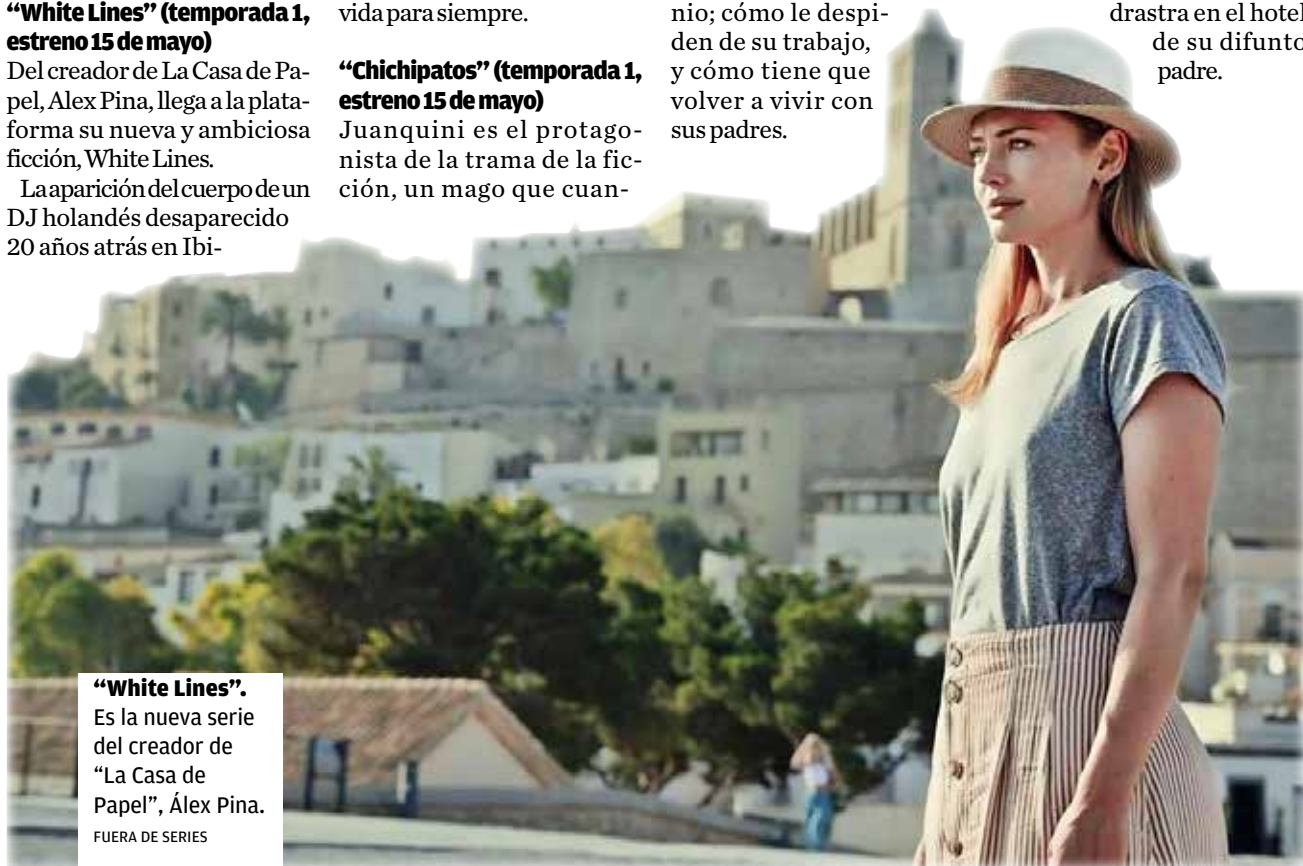 “White Lines” (temporada 1,
estreno 15 de mayo)
Del creador de La Casa de Pa-
pel, Alex Pina, llega a la plata-
forma su nueva y ambiciosa
ficción, White Lines.
La aparición del cuerpo de un
DJ holandés desaparecido
20 años atrás en Ibi-
vida para siempre.
“Chichipatos” (temporada 1,
estreno 15 de mayo)
Juanquini es el protago-
nista de la trama de la fic-
ción, un mago que cuan-
nio; cómo le despi-
den de su trabajo,
y cómo tiene que
volver a vivir con
sus padres.
drastra en el hotel
de su difunto
padre.
“White Lines”.
Es la nueva serie
del creador de
“La Casa de
Papel”, Álex Pina.
FUERA DE SERIES